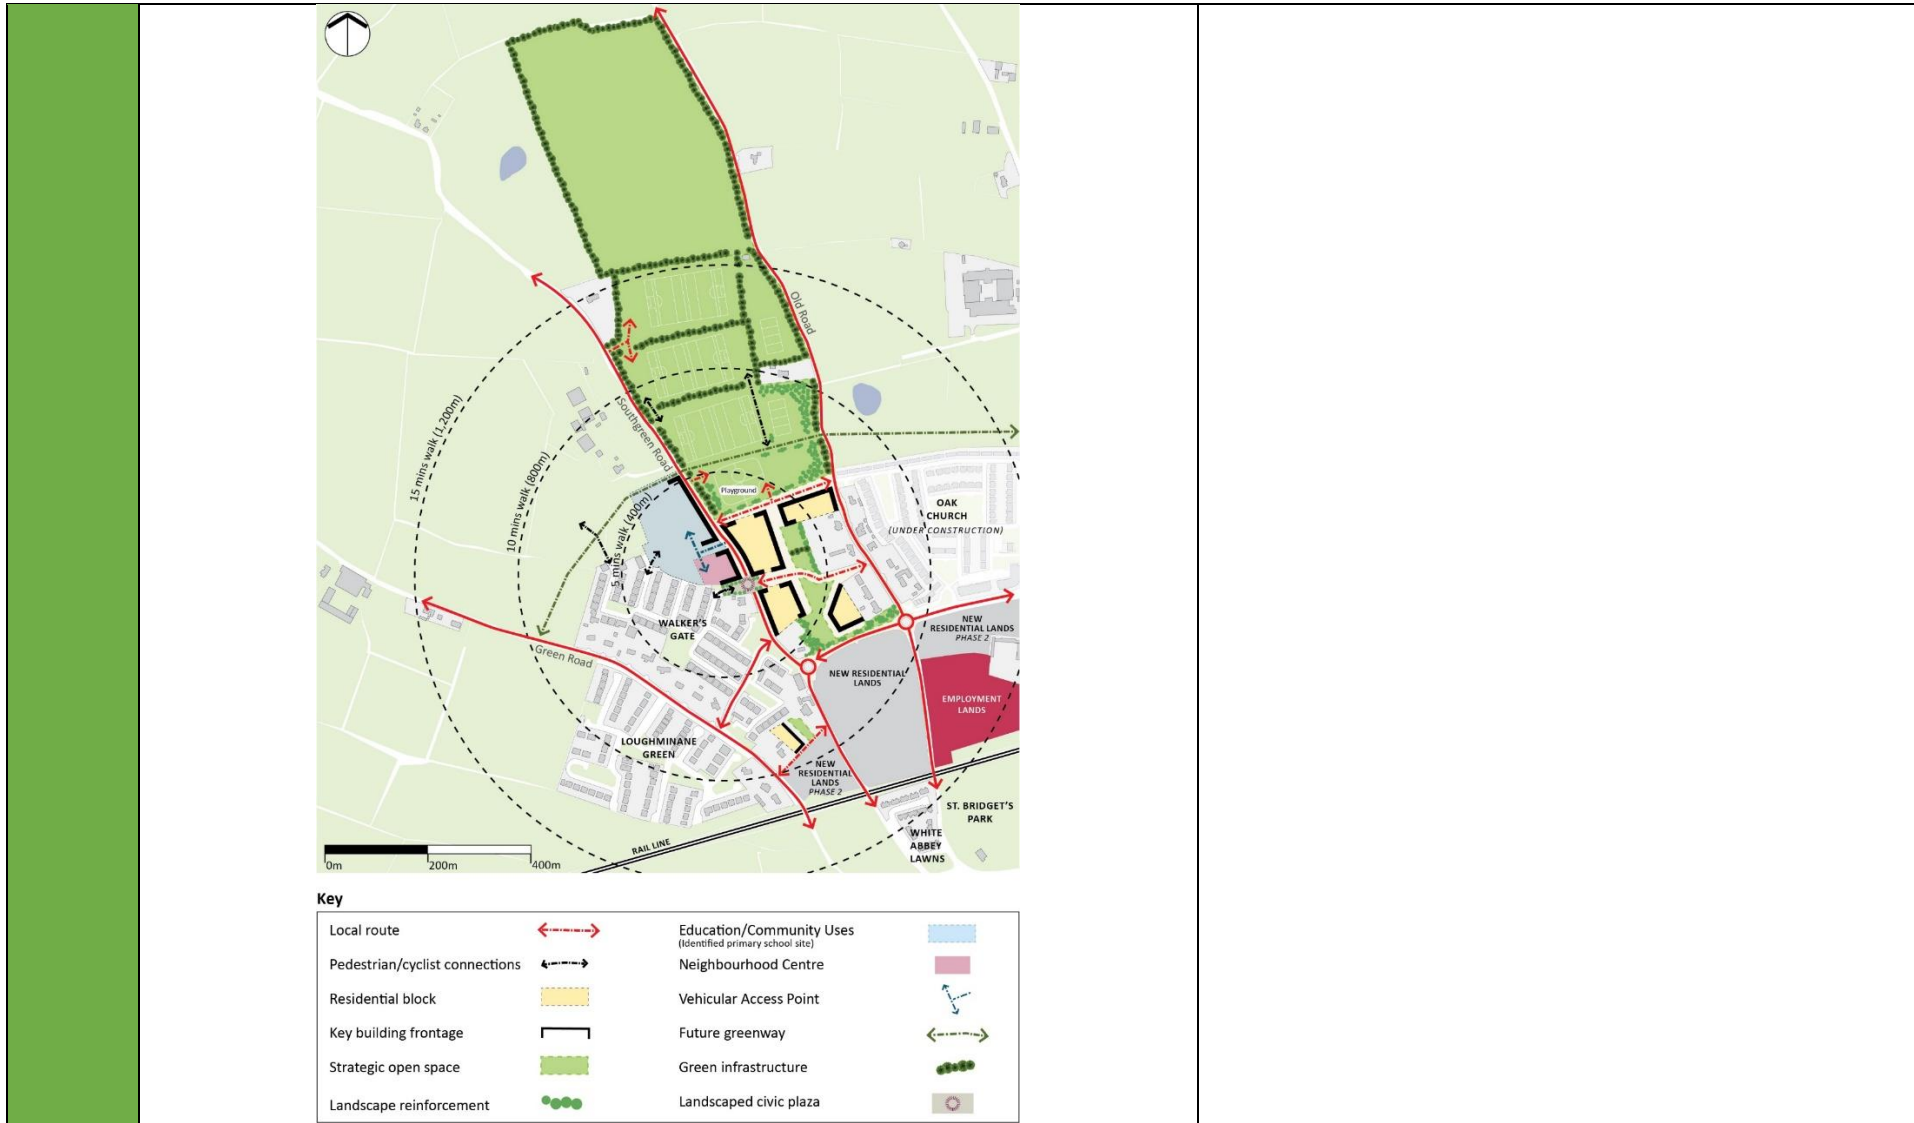 Old Road
Southgreen Road
15 mins walk (1,200m)
10 mins walk (800m)
5 mins walk (400m)
Playground
OAK
CHURCH
(UNDER CONSTRUCTION)
WALKER'S
GATE
Green Road
NEW
RESIDENTIAL LANDS
PHASE 2
NEW RESIDENTIAL
LANDS
EMPLOYMENT
LANDS
LOUGHMINANE
GREEN
NEW
RESIDENTIAL
LANDS
PHASE 2
ST. BRIDGET'S
PARK
WHITE
ABBEY
LAWNS
RAIL LINE
0m 200m 400m
Key
Local route
Pedestrian/cyclist connections
Residential block
Key building frontage
Strategic open space
Landscape reinforcement
Education/Community Uses
(Identified primary school site)
Neighbourhood Centre
Vehicular Access Point
Future greenway
Green infrastructure
Landscaped civic plaza